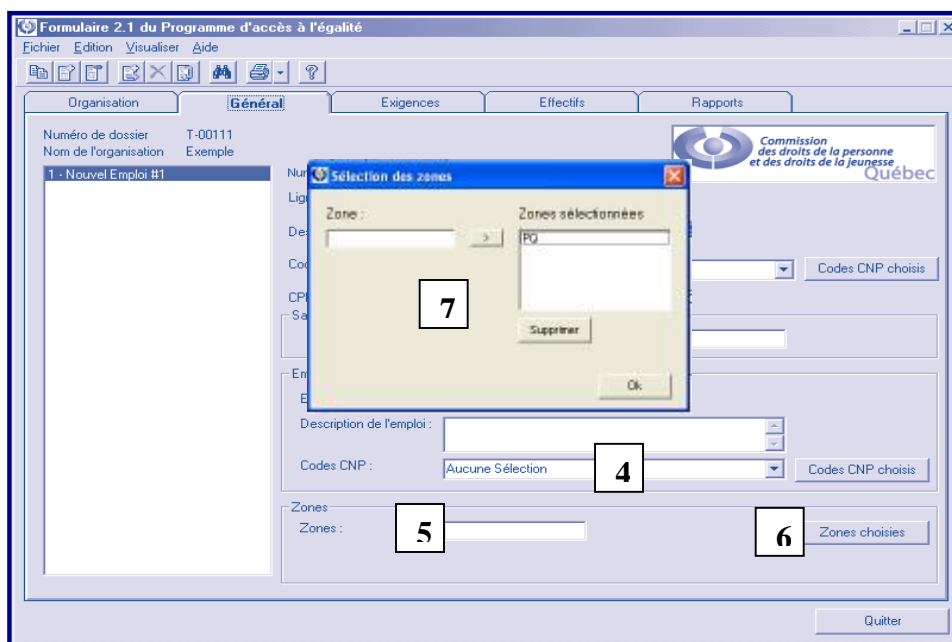 Formulaire 2.1 du Programme d'accès à l'égalité
Fichier Edition Visualiser Aide
Organisation Général Exigences Effectifs Rapports
Numéro de dossier T-00111
Nom de l'organisation Exemple
Commission
des droits de la personne
et des droits de la jeunesse
Québec
1 - Nouvel Emploi #1
Sélection des zones
Zone :
Zones sélectionnées
>
PQ
7
Supprimer
Ok
Codes CNP choisis
Description de l'emploi :
Codes CNP :
Aucune Sélection
4
Codes CNP choisis
Zones
Zones :
5
6
Zones choisies
Quitter